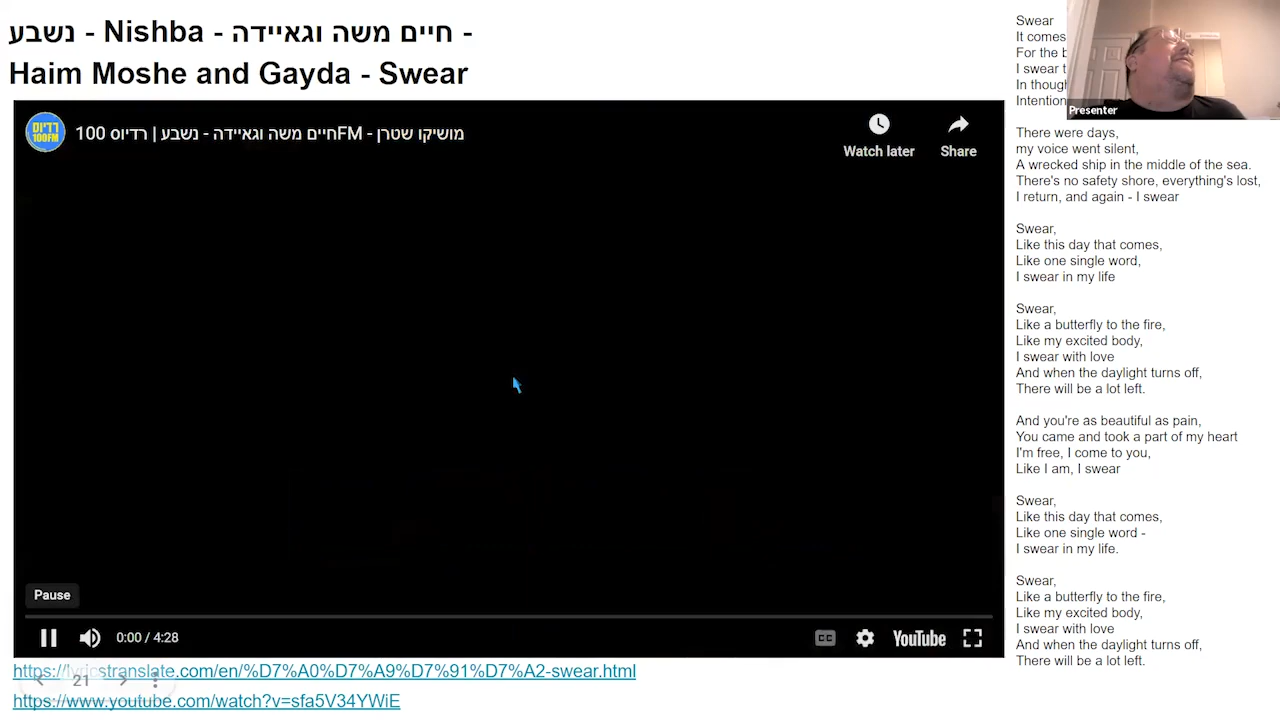 נשבע - Nishba - חיים משה וגאיידה -
Haim Moshe and Gayda - Swear
רדיוס
100FM
מושיקו שטרן - FMחיים משה וגאיידה - נשבע | רדיוס 100
Watch later
Share
Pause
0:00 / 4:28
CC
YouTube
https://lyricstranslate.com/en/%D7%A0%D7%A9%D7%91%D7%A2-swear.html
21
https://www.youtube.com/watch?v=sfa5V34YWiE
Swear
It comes
For the
I swear
In
Presenter
There were days,
my voice went silent,
A wrecked ship in the middle of the sea.
There's no safety shore, everything's lost,
I return, and again - I swear
Swear,
Like this day that comes,
Like one single word,
I swear in my life
Swear,
Like a butterfly to the fire,
Like my excited body,
I swear with love
And when the daylight turns off,
There will be a lot left.
And you're as beautiful as pain,
You came and took a part of my heart
I'm free, I come to you,
Like I am, I swear
Swear,
Like this day that comes,
Like one single word -
I swear in my life.
Swear,
Like a butterfly to the fire,
Like my excited body,
I swear with love
And when the daylight turns off,
There will be a lot left.